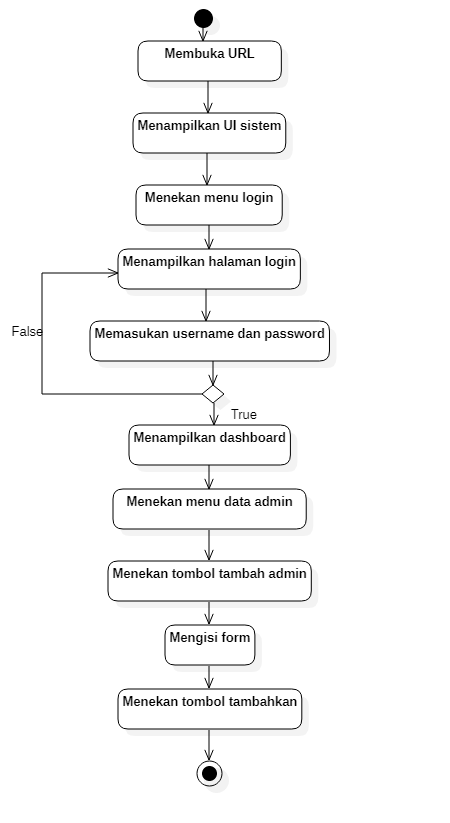 Membuka URL
Menampilkan UI sistem
Menekan menu login
Menampilkan halaman login
False
Memasukan username dan password
True
Menampilkan dashboard
Menekan menu data admin
Menekan tombol tambah admin
Mengisi form
Menekan tombol tambahkan